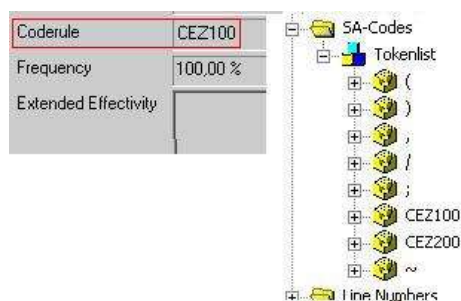 Coderule CEZ100
Frequency 100,00 %
Extended Effectivity
SA-Codes
Tokenlist
(
)
,
/
;
CEZ100
CEZ200
~
Line Numbers